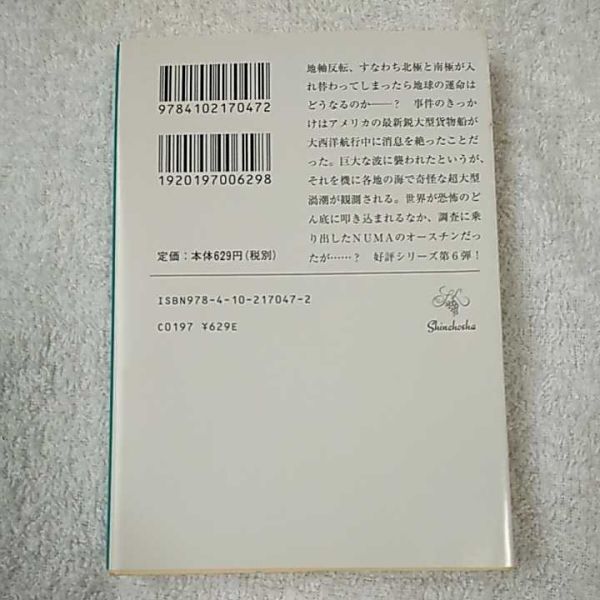 9784102170472
1920197006298
定価：本体629円（税別）
地軸反転、すなわち北極と南極が入
れ替わってしまったら地球の運命は
どうなるのか――？　事件のきっか
けはアメリカの最新鋭大型貨物船が
大西洋航行中に消息を絶ったことだ
った。巨大な波に襲われたというが、
それを機に各地の海で奇怪な超大型
渦潮が観測される。世界が恐怖のど
ん底に叩き込まれるなか、調査に乗
り出したNUMAのオースチンだっ
たが……？　好評シリーズ第6弾！
ISBN978-4-10-217047-2
C0197 ¥629E
Shinchosha